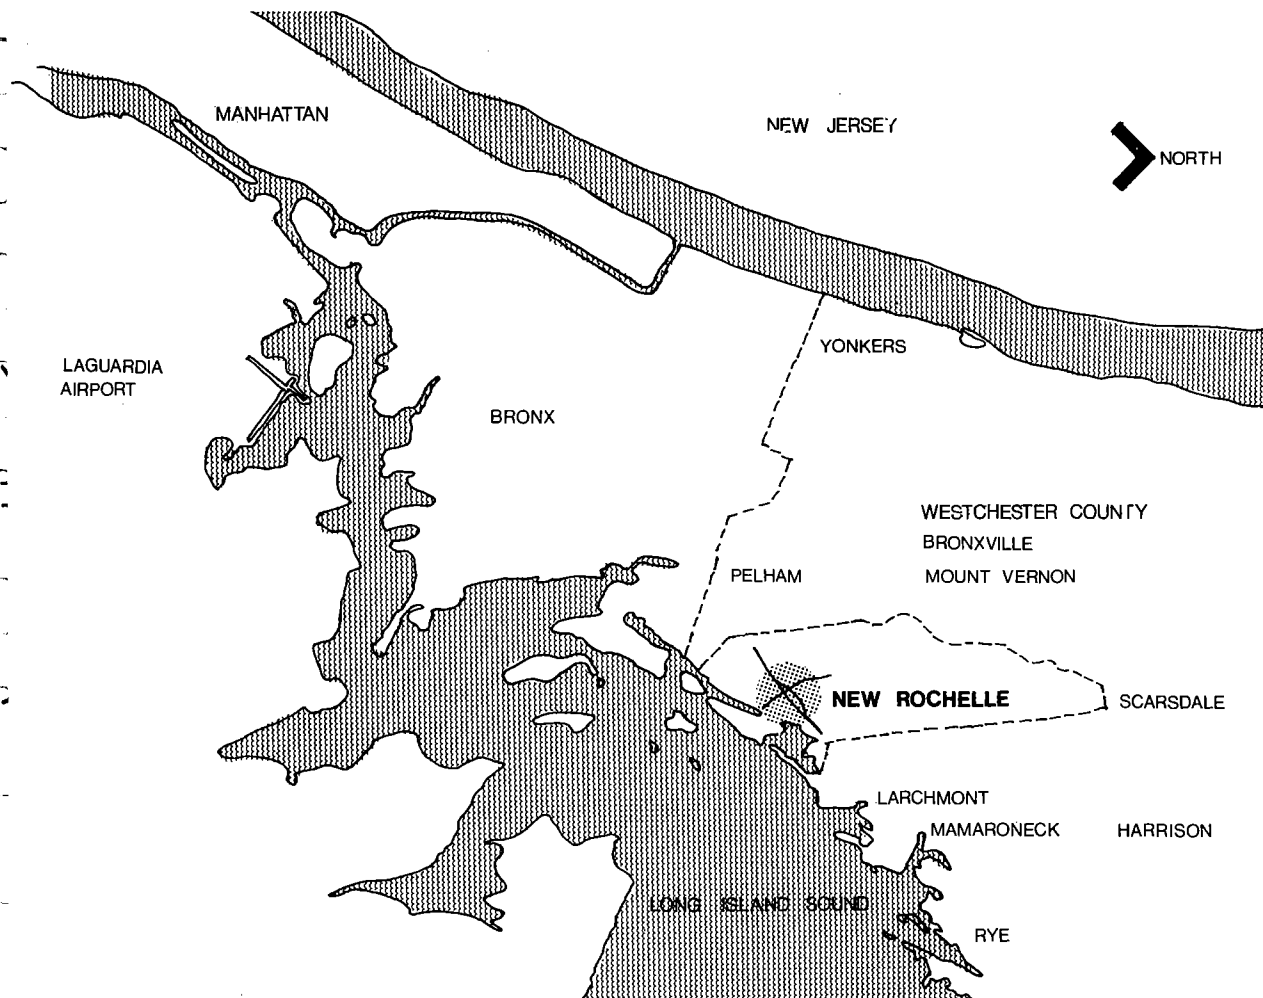 MANHATTAN
NEW JERSEY
NORTH
YONKERS
LAGUARDIA
AIRPORT
BRONX
WESTCHESTER COUNTY
BRONXVILLE
PELHAM
MOUNT VERNON
NEW ROCHELLE
SCARSDALE
LARCHMONT
MAMARONECK
HARRISON
LONG ISLAND SOUND
RYE